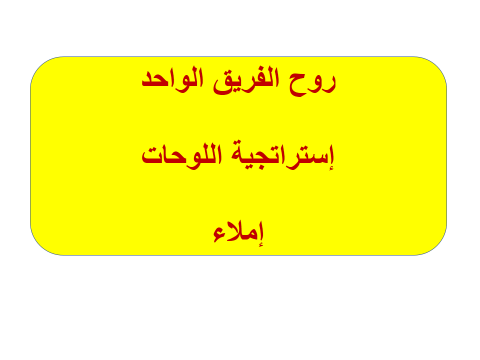 روح الفريق الواحد
إستراتجية اللوحات
إملاء